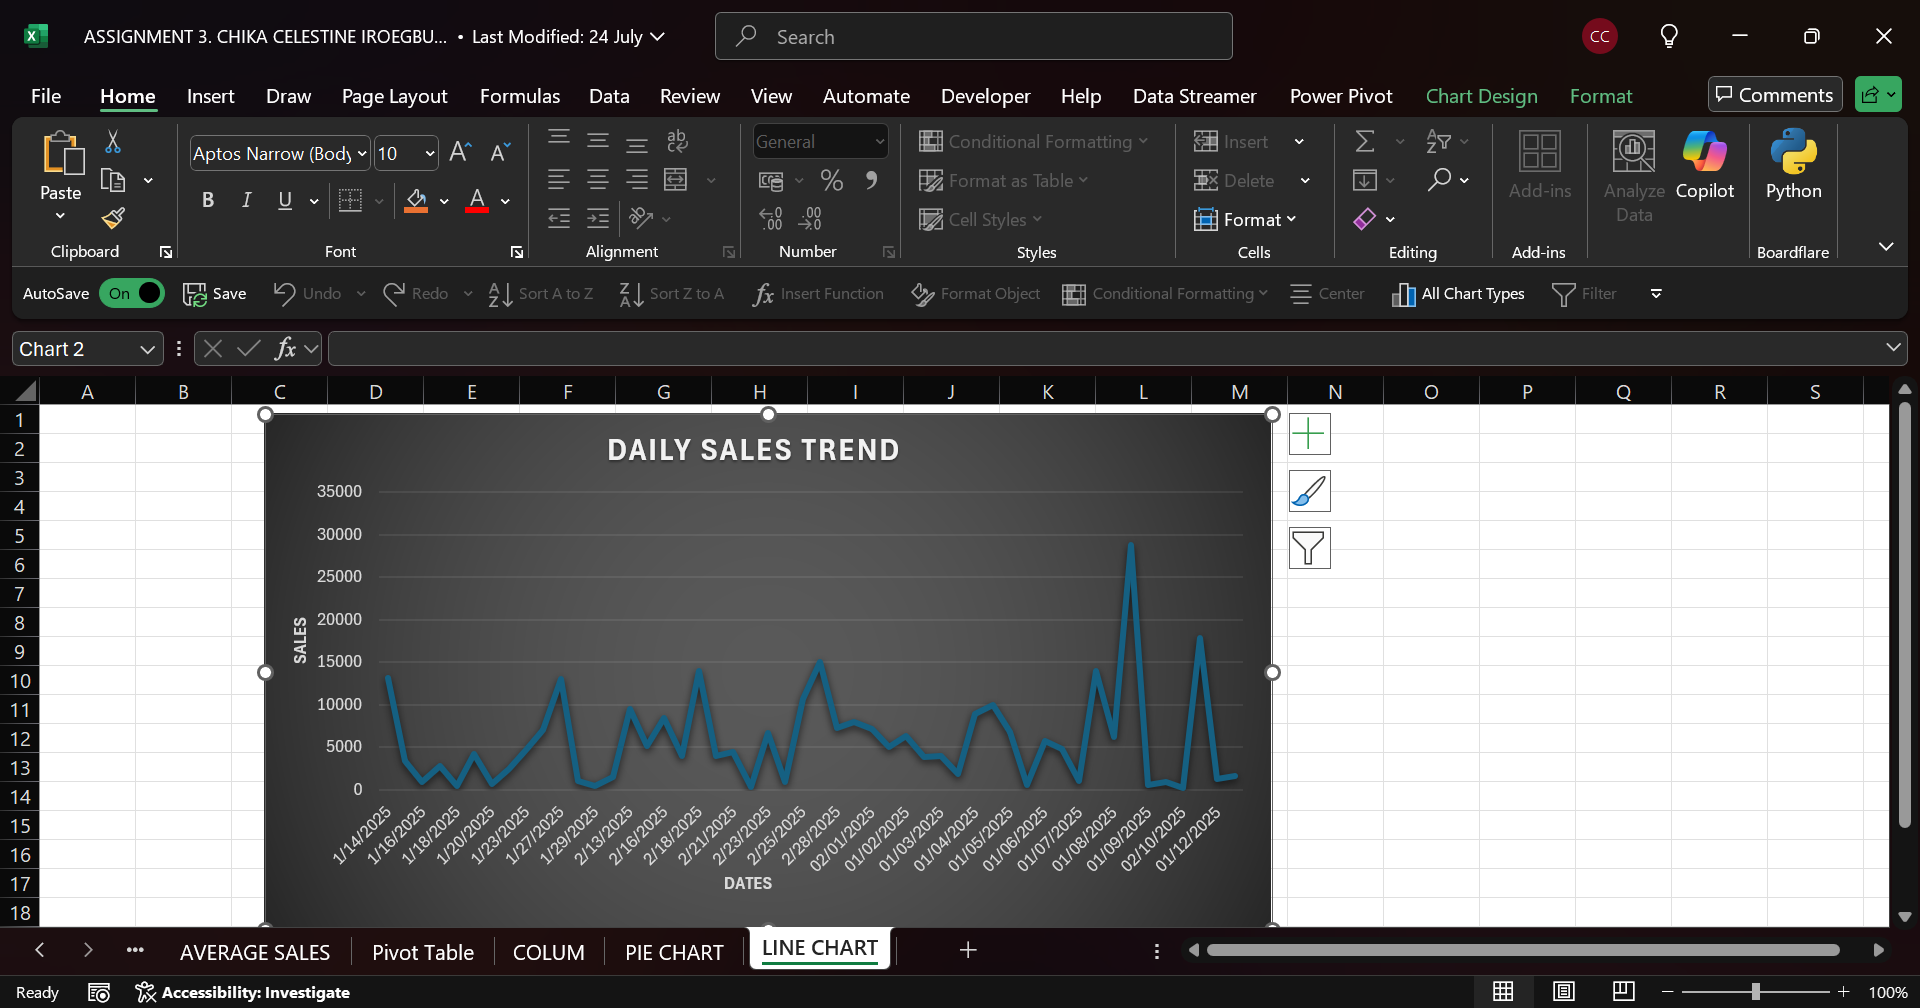 ASSIGNMENT 3. CHIKA CELESTINE IROEGBU... • Last Modified: 24 July
Search
CC
File Home Insert Draw Page Layout Formulas Data Review View Automate Developer Help Data Streamer Power Pivot Chart Design Format Comments
Paste
Clipboard
Aptos Narrow (Body 10
B I U
Font
Alignment
General
Number
Conditional Formatting
Format as Table
Cell Styles
Styles
Insert
Delete
Format
Cells
Editing
Add-ins
Add-ins
Analyze
Data
Copilot
Python
Boardflare
AutoSave On Save Undo Redo Sort A to Z Sort Z to A Insert Function Format Object Conditional Formatting Center All Chart Types Filter
Chart 2 fx
A B C D E F G H I J K L M N O P Q R S
1
2
3
4
5
6
7
8
9
10
11
12
13
14
15
16
17
18
DAILY SALES TREND
35000
30000
25000
20000
15000
10000
5000
0
SALES
1/14/2025 1/16/2025 1/18/2025 1/20/2025 1/23/2025 1/27/2025 1/29/2025 2/13/2025 2/16/2025 2/18/2025 2/21/2025 2/23/2025 2/25/2025 2/28/2025 02/01/2025 01/02/2025 01/03/2025 01/04/2025 01/05/2025 01/06/2025 01/07/2025 01/08/2025 01/09/2025 02/10/2025 01/12/2025
DATES
AVERAGE SALES Pivot Table COLUM PIE CHART LINE CHART
Ready Accessibility: Investigate 100%